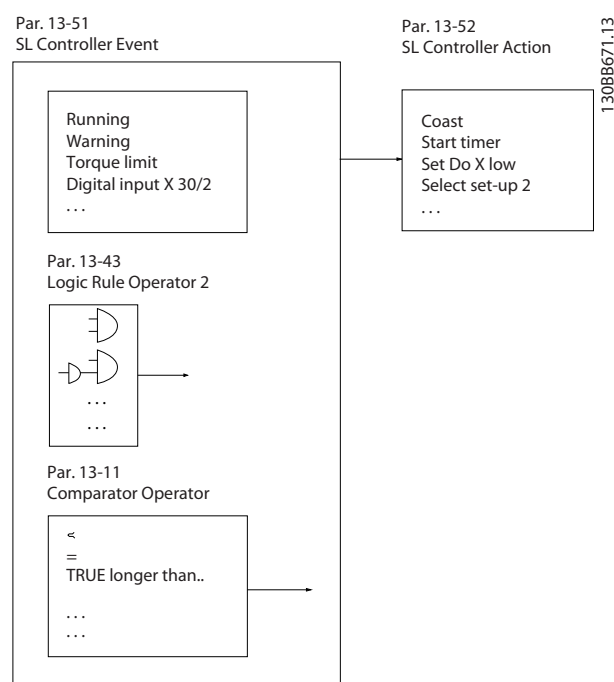 Par. 13-51
SL Controller Event
Par. 13-52
SL Controller Action
130BB671.13
Running
Warning
Torque limit
Digital input X 30/2
. . .
Coast
Start timer
Set Do X low
Select set-up 2
. . .
Par. 13-43
Logic Rule Operator 2
. . .
. . .
Par. 13-11
Comparator Operator
=
TRUE longer than..
. . .
. . .